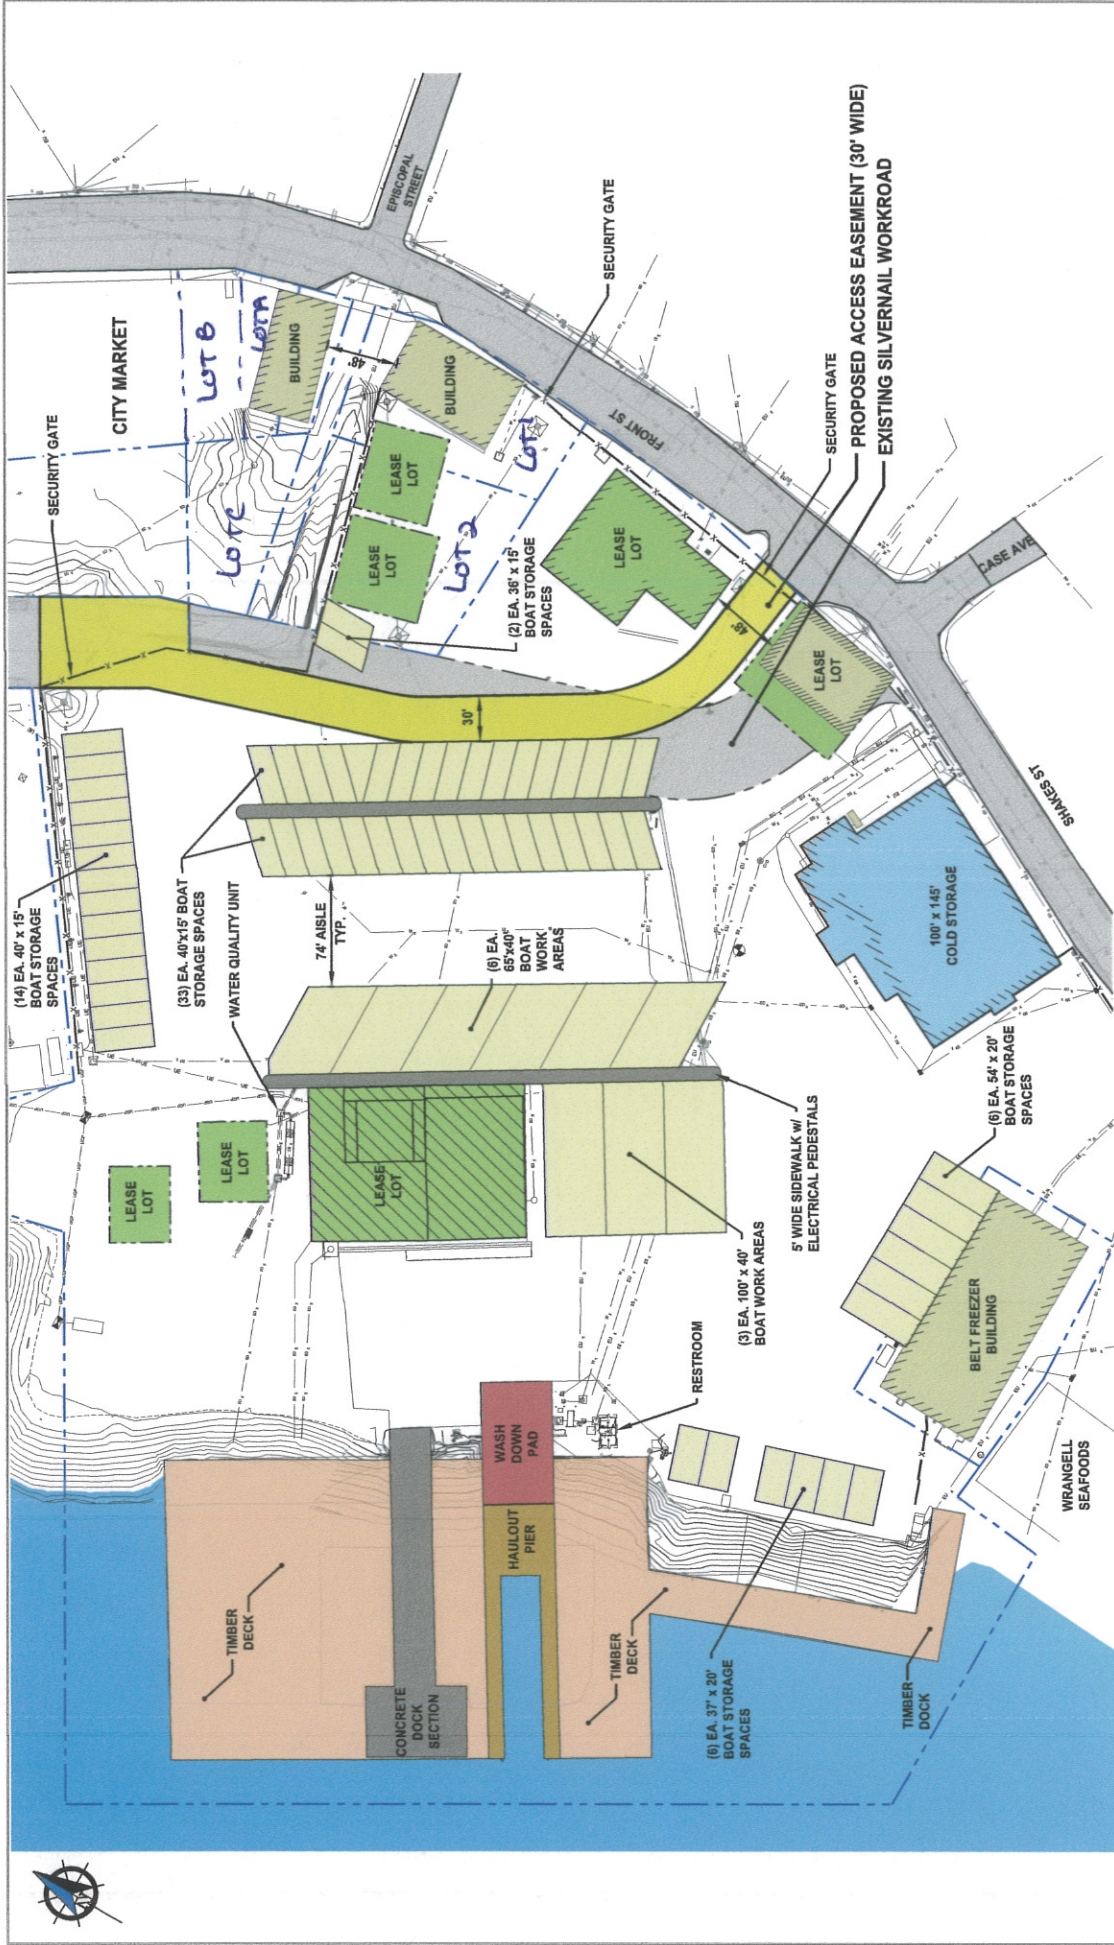 EPISCOPAL
STREET
CITY MARKET
LOT B
LOT A
BUILDING
48'
BUILDING
SECURITY GATE
SECURITY GATE
LOT C
LEASE
LOT
LEASE
LOT
LOT 1
LOT 2
FRONT ST
LEASE
LOT
SECURITY GATE
PROPOSED ACCESS EASEMENT (30' WIDE)
EXISTING SILVERNAIL WORKROAD
(2) EA. 36' x 15'
BOAT STORAGE
SPACES
48'
LEASE
LOT
CASE AVE
SHAKES ST
30'
(14) EA. 40' x 15'
BOAT STORAGE
SPACES
(33) EA. 40'x15' BOAT
STORAGE SPACES
WATER QUALITY UNIT
74' AISLE
TYP.
(6) EA.
65'x40'
BOAT
WORK
AREAS
100' x 145'
COLD STORAGE
LEASE
LOT
LEASE
LOT
LEASE
LOT
5' WIDE SIDEWALK w/
ELECTRICAL PEDESTALS
(3) EA. 100' x 40'
BOAT WORK AREAS
(6) EA. 54' x 20'
BOAT STORAGE
SPACES
BELT FREEZER
BUILDING
RESTROOM
WASH
DOWN
PAD
HAULOUT
PIER
WRANGELL
SEAFOODS
TIMBER
DECK
CONCRETE
DOCK
SECTION
TIMBER
DECK
(6) EA. 37' x 20'
BOAT STORAGE
SPACES
TIMBER
DOCK